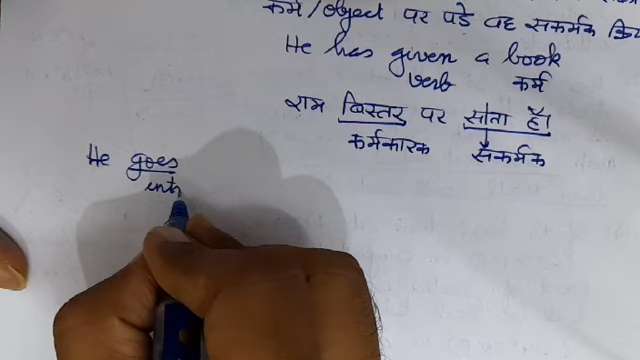 कर्म/object पर पड़े वह सकर्मक क्रि
He has given a book
verb कर्म
राम बिस्तर पर सोता है।
कर्मकारक सकर्मक
He goes
intr